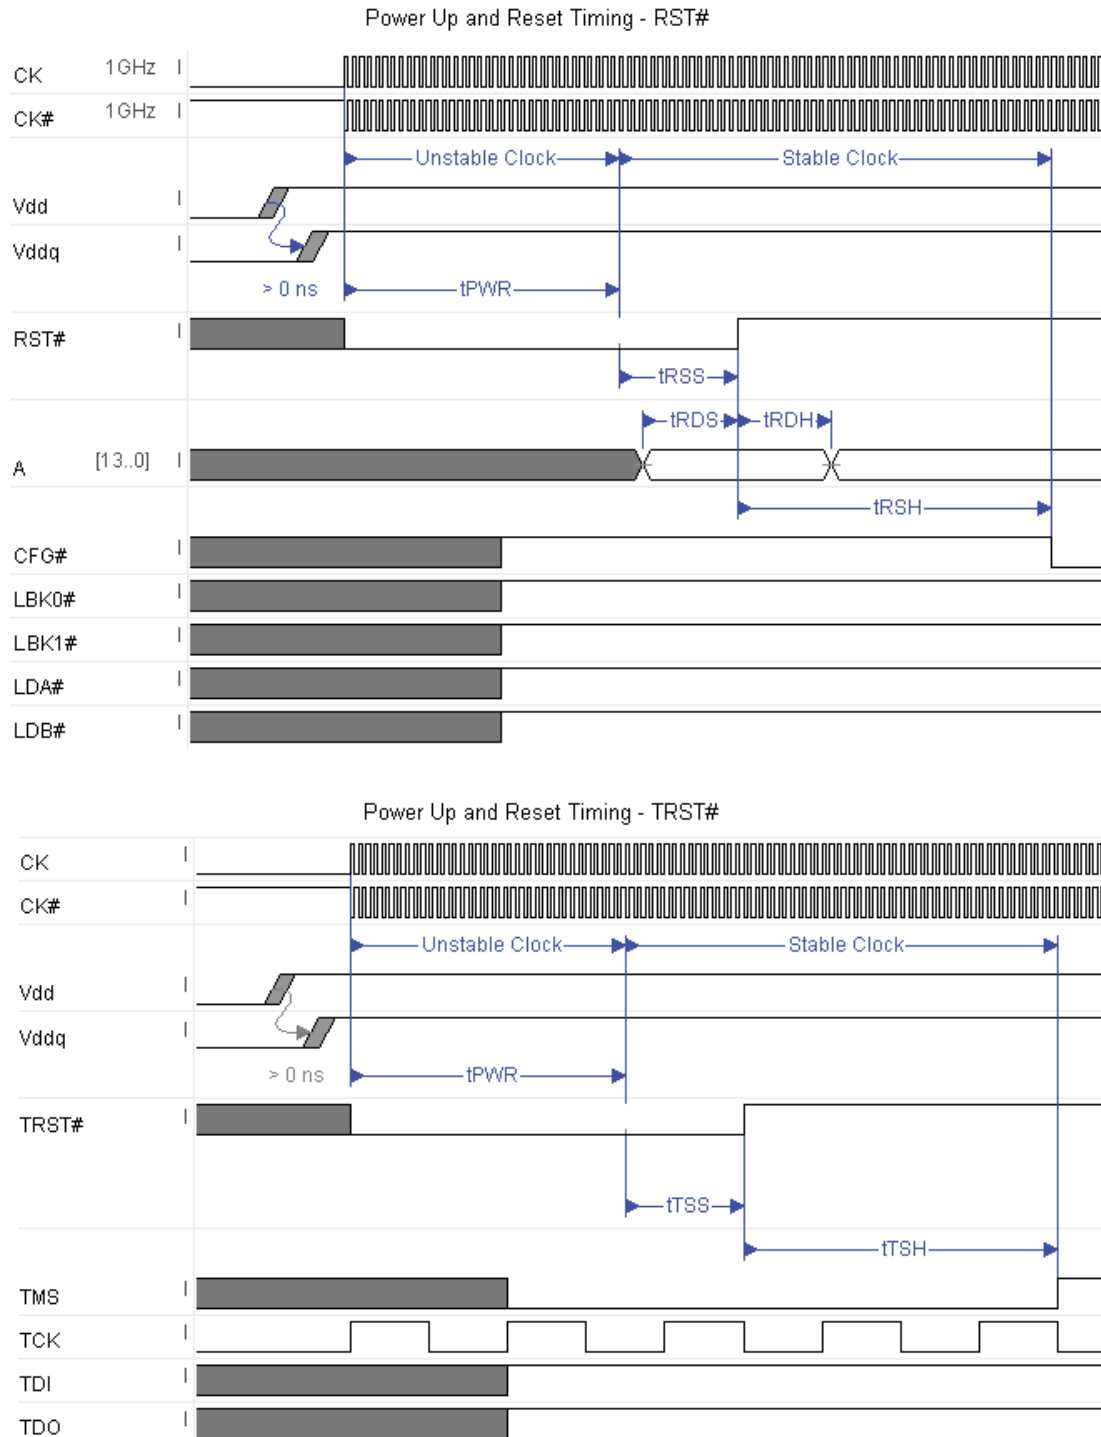 Power Up and Reset Timing - RST#
CK 1GHz I
CK# 1GHz I
Unstable Clock Stable Clock
Vdd I
Vddq I
> 0 ns tPWR
RST# I
tRSS
tRDS tRDH
A [13..0] I
tRSH
CFG# I
LBK0# I
LBK1# I
LDA# I
LDB# I
Power Up and Reset Timing - TRST#
CK I
CK# I
Unstable Clock Stable Clock
Vdd I
Vddq I
> 0 ns tPWR
TRST# I
tTSS
tTSH
TMS I
TCK I
TDI I
TDO I